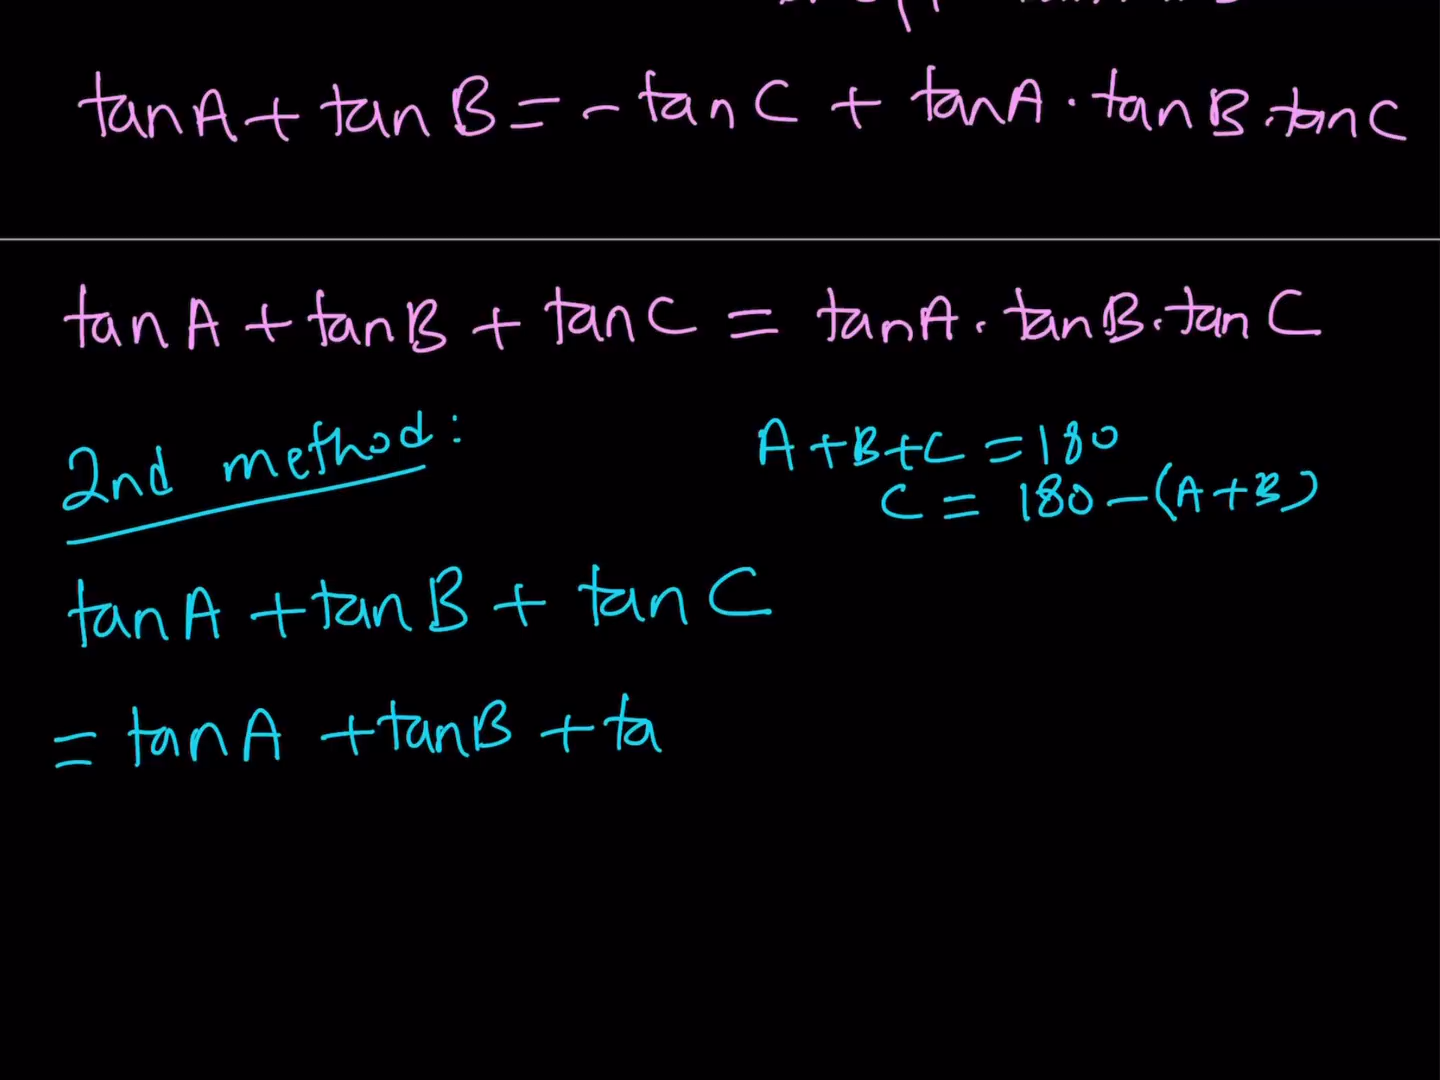 tanA + tanB = - tanC + tanA · tanB · tanC
tanA + tanB + tanC = tanA · tanB · tanC
2nd method:
A+B+C = 180
C = 180 - (A+B)
tanA + tanB + tanC
= tanA + tanB + ta